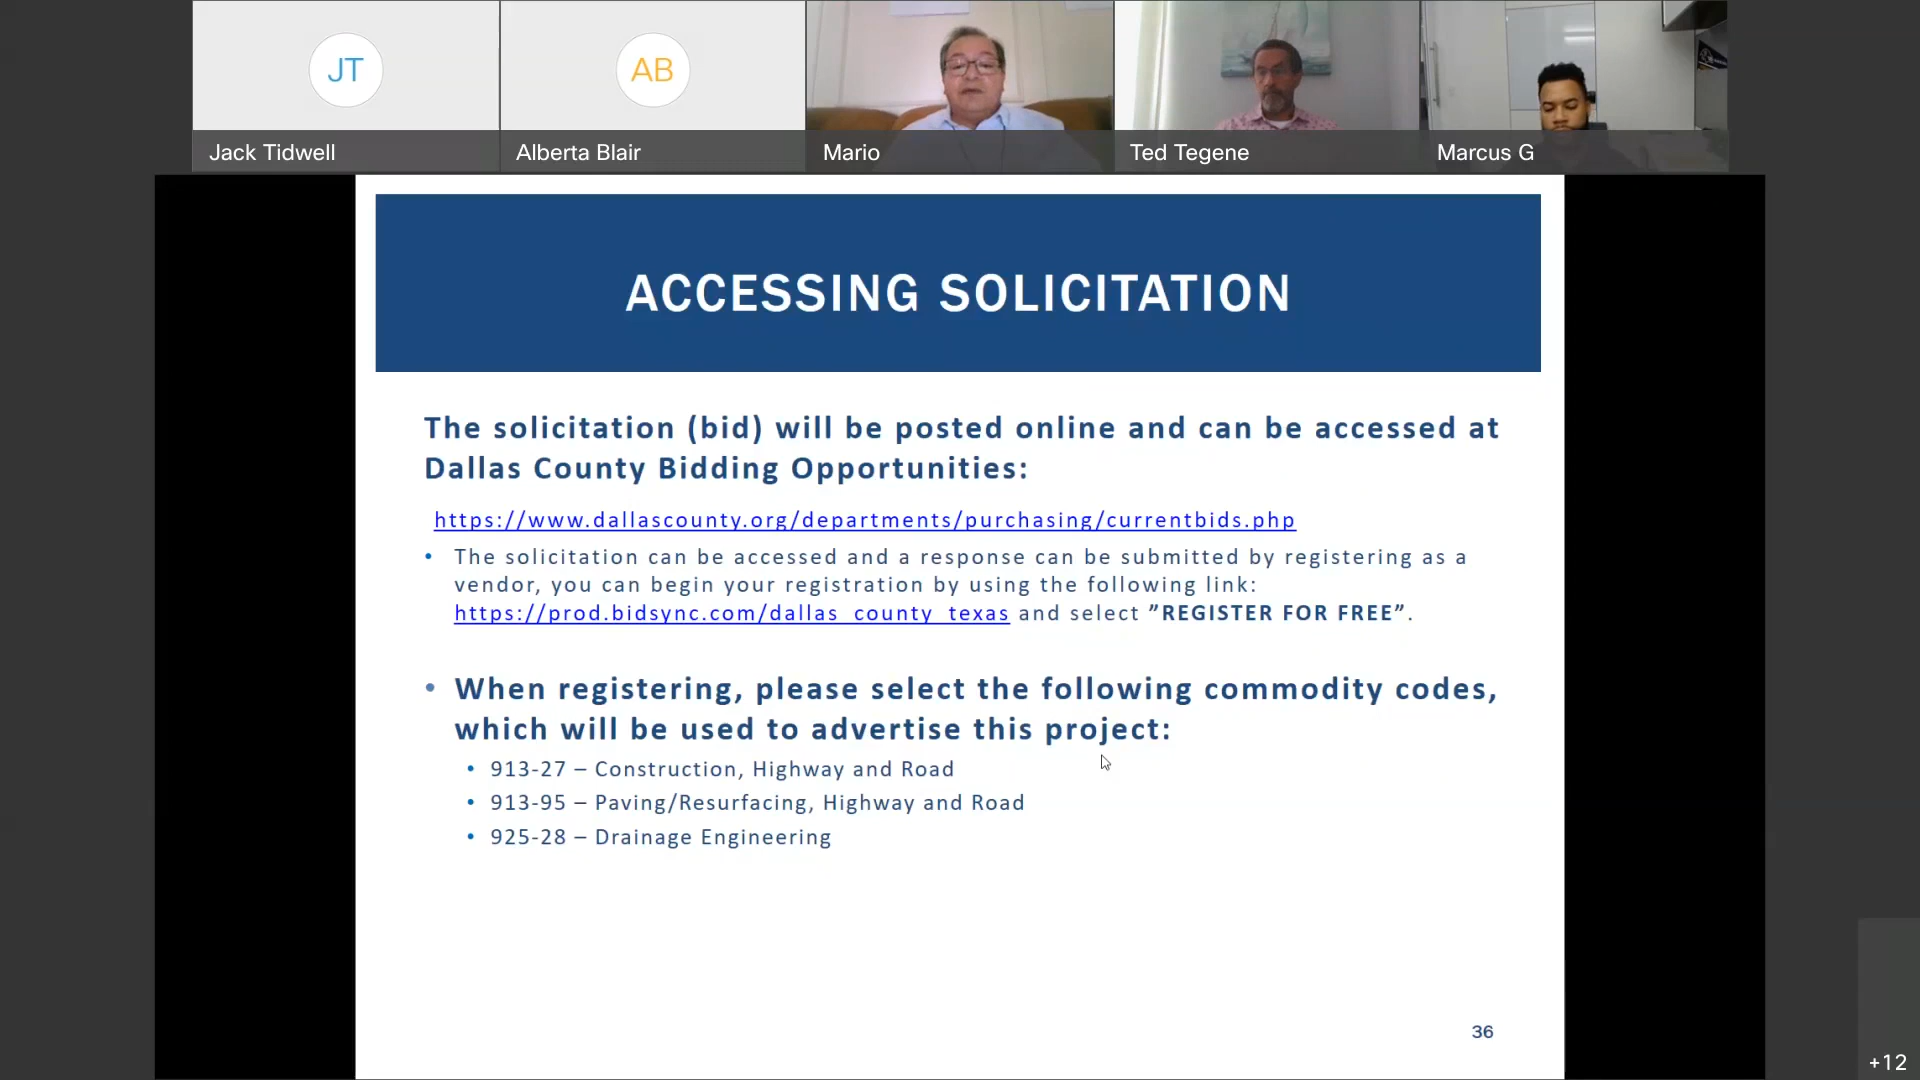 JT
AB
Jack Tidwell
Alberta Blair
Mario
Ted Tegene
Marcus G
ACCESSING SOLICITATION
The solicitation (bid) will be posted online and can be accessed at
Dallas County Bidding Opportunities:
https://www.dallascounty.org/departments/purchasing/currentbids.php
• The solicitation can be accessed and a response can be submitted by registering as a
vendor, you can begin your registration by using the following link:
https://prod.bidsync.com/dallas_county_texas and select ”REGISTER FOR FREE”.
• When registering, please select the following commodity codes,
which will be used to advertise this project:
• 913-27 – Construction, Highway and Road
• 913-95 – Paving/Resurfacing, Highway and Road
• 925-28 – Drainage Engineering
36
+12